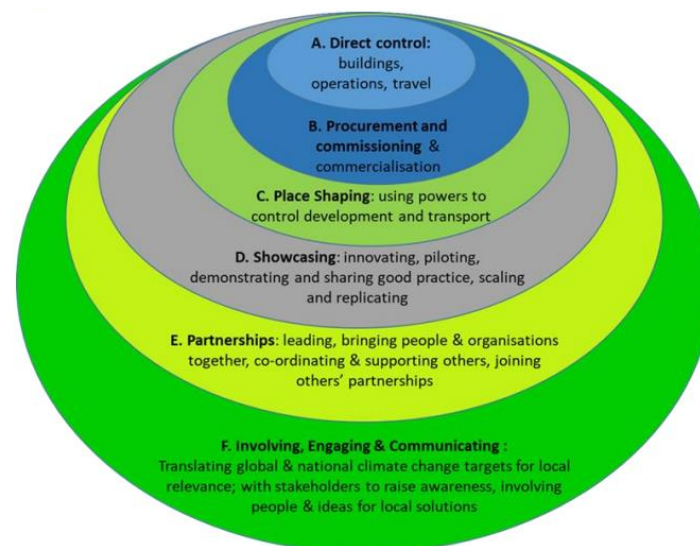 A. Direct control:
buildings,
operations, travel
B. Procurement and
commissioning &
commercialisation
C. Place Shaping: using powers to
control development and transport
D. Showcasing: innovating, piloting,
demonstrating and sharing good practice, scaling
and replicating
E. Partnerships: leading, bringing people & organisations
together, co-ordinating & supporting others, joining
others’ partnerships
F. Involving, Engaging & Communicating :
Translating global & national climate change targets for local
relevance; with stakeholders to raise awareness, involving
people & ideas for local solutions